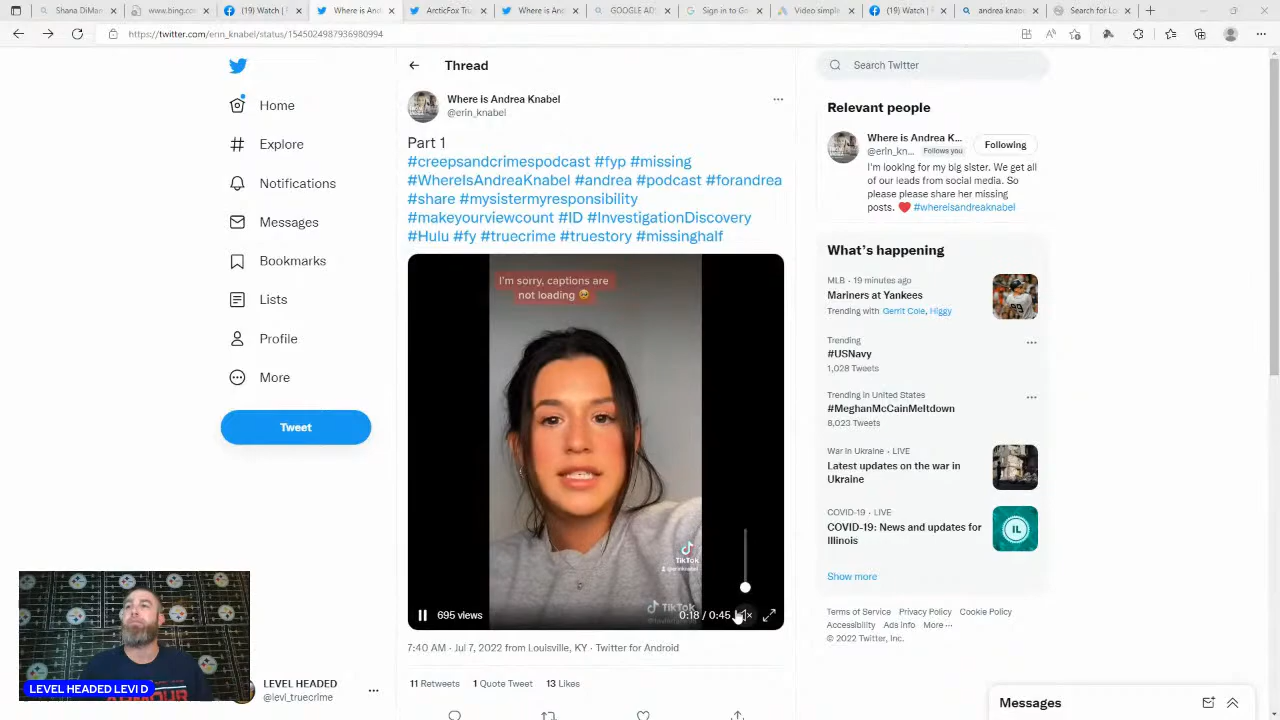 Shana DiMa
www.bing.co
(19) Watch |
Where is An
ArcticFox Tru
Where is And
GOOGLE ADS
Sign in to Go
Video simple
(19) Watch | F
andrea knabe
Search for Lo
https://twitter.com/erin_knabel/status/1545024987936980994
Home
Explore
Notifications
Messages
Bookmarks
Lists
Profile
More
Tweet
LEVEL HEADED
@levi_truecrime
LEVEL HEADED LEVI D
Thread
Where is Andrea Knabel
@erin_knabel
Part 1
#creepsandcrimespodcast #fyp #missing
#WhereIsAndreaKnabel #andrea #podcast #forandrea
#share #mysistermyresponsibility
#makeyourviewcount #ID #InvestigationDiscovery
#Hulu #fy #truecrime #truestory #missinghalf
I'm sorry, captions are
not loading 🥺
TikTok
TikTok
695 views
0:18 / 0:45
7:40 AM · Jul 7, 2022 from Louisville, KY · Twitter for Android
11 Retweets 1 Quote Tweet 13 Likes
Search Twitter
Relevant people
Where is Andrea K...
@erin_kn... Follows you
Following
I'm looking for my big sister. We get all
of our leads from social media. So
please please share her missing
posts. ❤️ #whereisandreaknabel
What's happening
MLB · 19 minutes ago
Mariners at Yankees
Trending with Gerrit Cole, Higgy
Trending
#USNavy
1,028 Tweets
Trending in United States
#MeghanMcCainMeltdown
8,023 Tweets
War in Ukraine · LIVE
Latest updates on the war in
Ukraine
COVID-19 · LIVE
COVID-19: News and updates for
Illinois
IL
Show more
Terms of Service Privacy Policy Cookie Policy
Accessibility Ads info More ...
© 2022 Twitter, Inc.
Messages